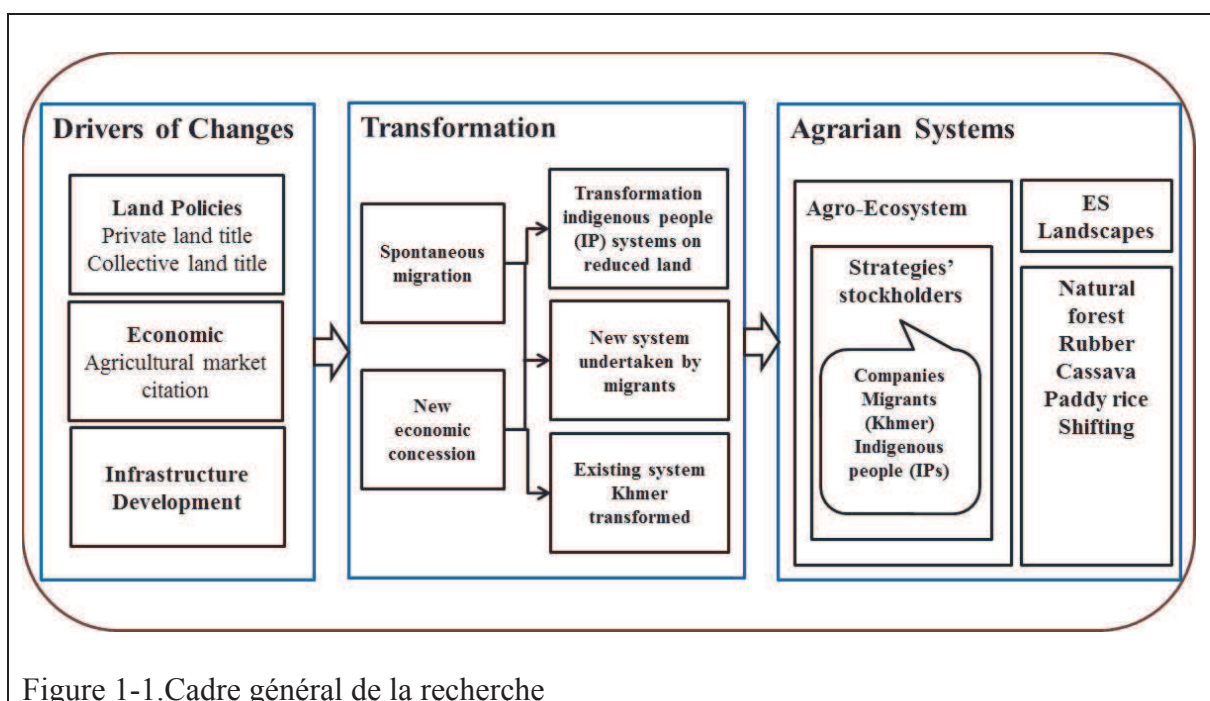 Drivers of Changes
Land Policies
Private land title
Collective land title
Economic
Agricultural market
citation
Infrastructure
Development
Transformation
Spontaneous
migration
New
economic
concession
Transformation
indigenous people
(IP) systems on
reduced land
New system
undertaken by
migrants
Existing system
Khmer
transformed
Agrarian Systems
Agro-Ecosystem
Strategies’
stockholders
Companies
Migrants
(Khmer)
Indigenous
people (IPs)
ES
Landscapes
Natural
forest
Rubber
Cassava
Paddy rice
Shifting
Figure 1-1.Cadre général de la recherche